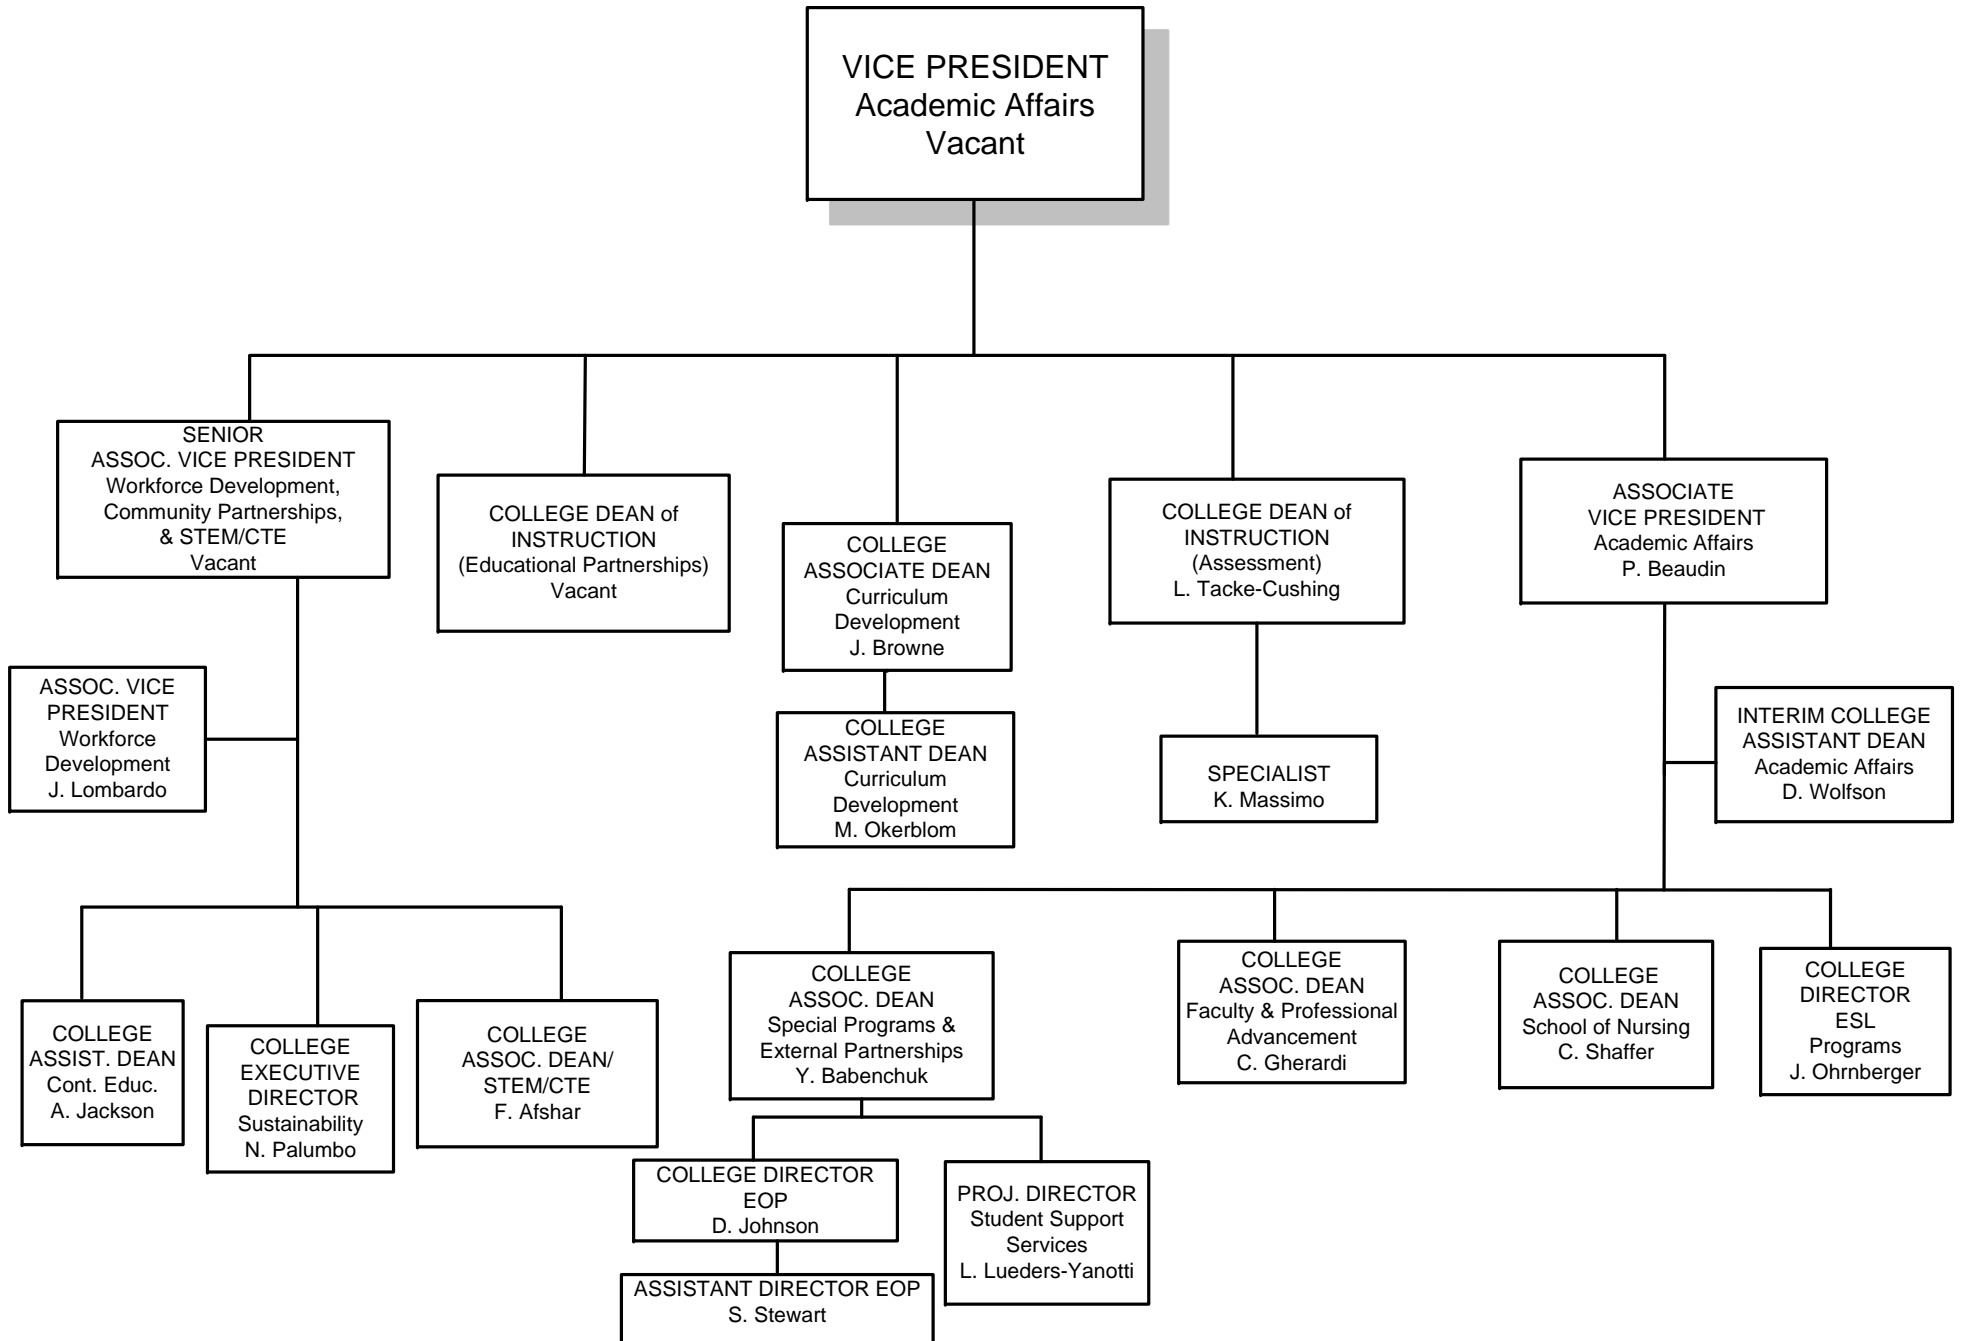 VICE PRESIDENT
Academic Affairs
Vacant
SENIOR
ASSOC. VICE PRESIDENT
Workforce Development,
Community Partnerships,
& STEM/CTE
Vacant
COLLEGE DEAN of
INSTRUCTION
(Educational Partnerships)
Vacant
COLLEGE
ASSOCIATE DEAN
Curriculum
Development
J. Browne
COLLEGE DEAN of
INSTRUCTION
(Assessment)
L. Tacke-Cushing
ASSOCIATE
VICE PRESIDENT
Academic Affairs
P. Beaudin
ASSOC. VICE
PRESIDENT
Workforce
Development
J. Lombardo
COLLEGE
ASSISTANT DEAN
Curriculum
Development
M. Okerblom
SPECIALIST
K. Massimo
INTERIM COLLEGE
ASSISTANT DEAN
Academic Affairs
D. Wolfson
COLLEGE
ASSIST. DEAN
Cont. Educ.
A. Jackson
COLLEGE
EXECUTIVE
DIRECTOR
Sustainability
N. Palumbo
COLLEGE
ASSOC. DEAN/
STEM/CTE
F. Afshar
COLLEGE
ASSOC. DEAN
Special Programs &
External Partnerships
Y. Babenchuk
COLLEGE
ASSOC. DEAN
Faculty & Professional
Advancement
C. Gherardi
COLLEGE
ASSOC. DEAN
School of Nursing
C. Shaffer
COLLEGE
DIRECTOR
ESL
Programs
J. Ohrnberger
COLLEGE DIRECTOR
EOP
D. Johnson
PROJ. DIRECTOR
Student Support
Services
L. Lueders-Yanotti
ASSISTANT DIRECTOR EOP
S. Stewart